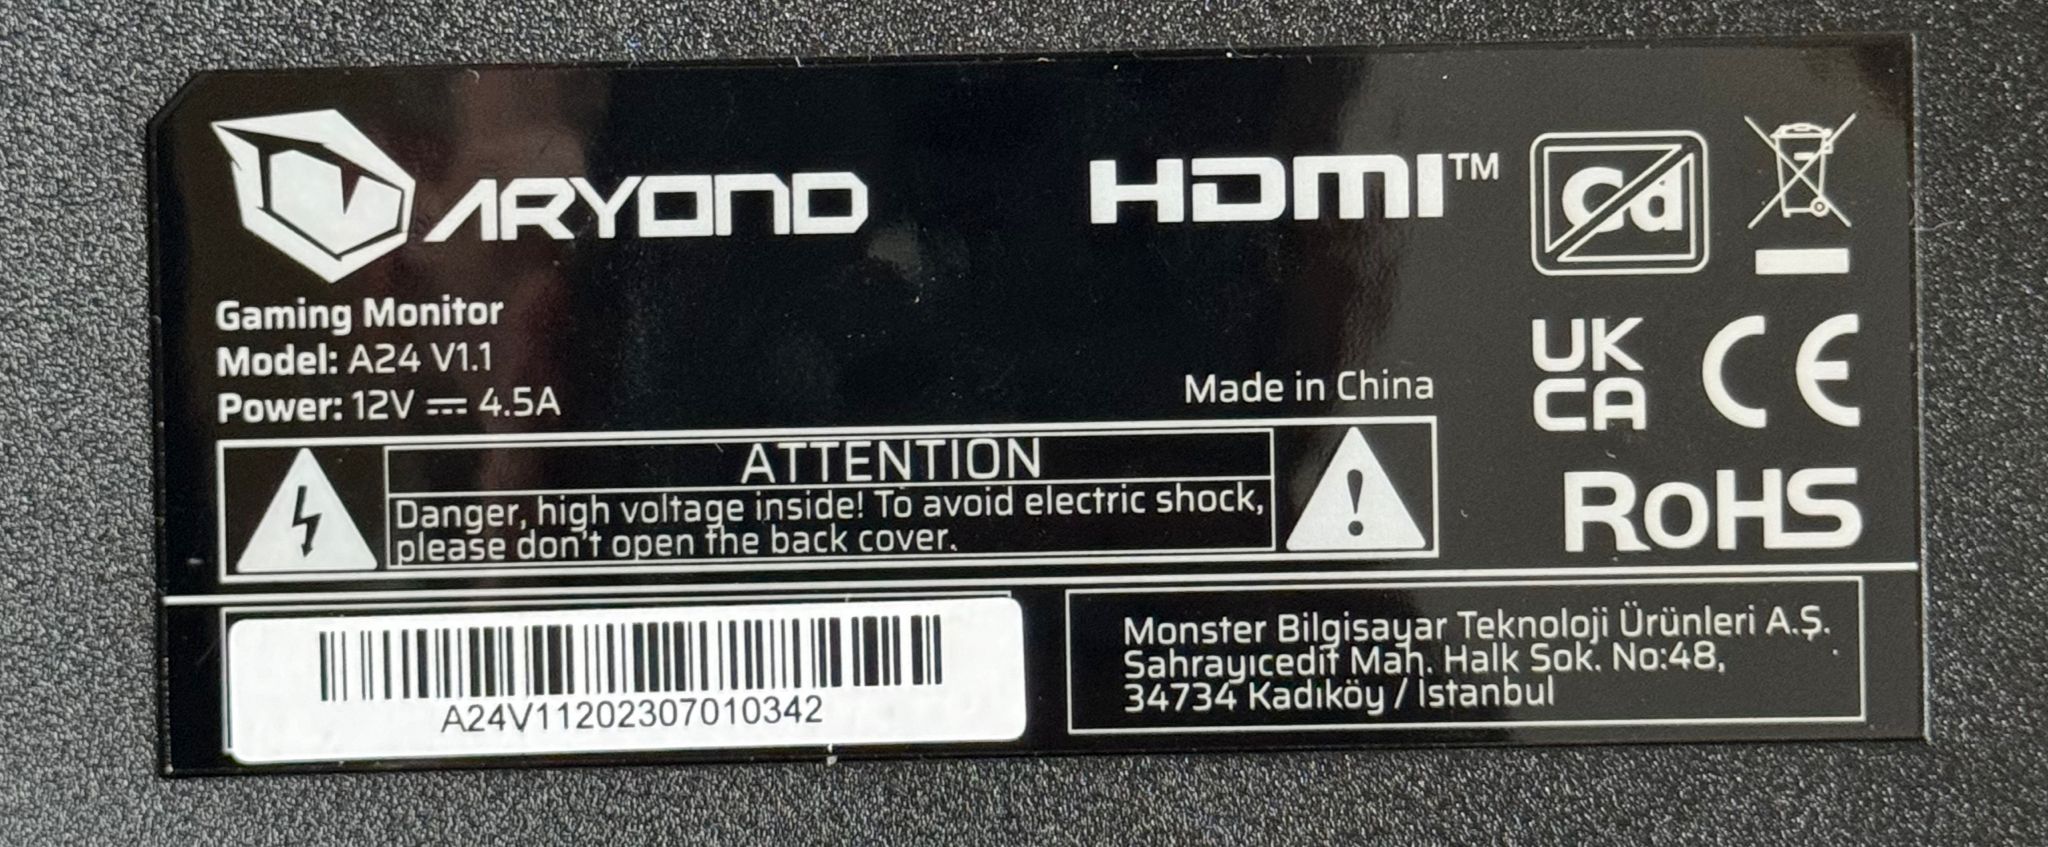 ARYOND
HDMI™
Cd
Gaming Monitor
Model: A24 V1.1
Power: 12V ⎓ 4.5A
Made in China
UK
CA
CE
RoHS
ATTENTION
Danger, high voltage inside! To avoid electric shock,
please don't open the back cover.
A24V11202307010342
Monster Bilgisayar Teknoloji Ürünleri A.Ş.
Sahrayıcedit Mah. Halk Sok. No:48,
34734 Kadıköy / İstanbul